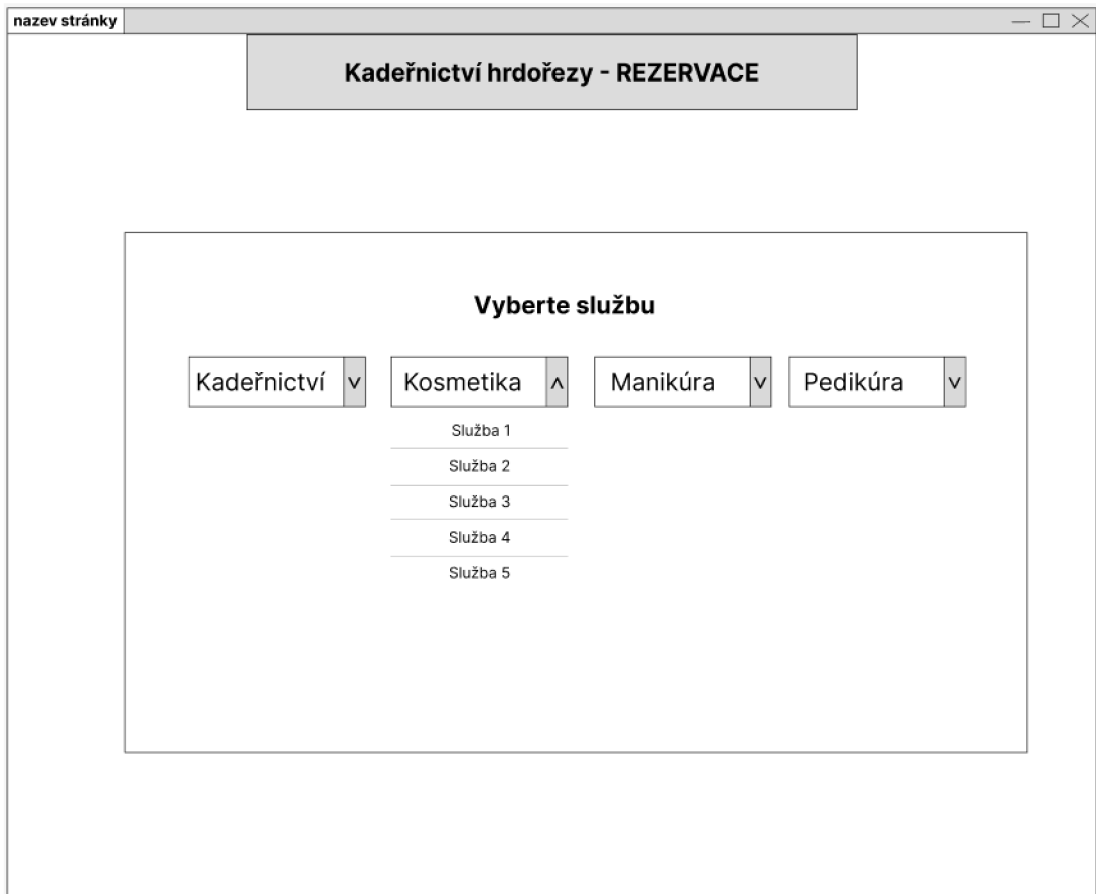 nazev stránky
Kadeřnictví hrdořezy - REZERVACE
Vyberte službu
Kadeřnictví
Kosmetika
Manikúra
Pedikúra
Služba 1
Služba 2
Služba 3
Služba 4
Služba 5